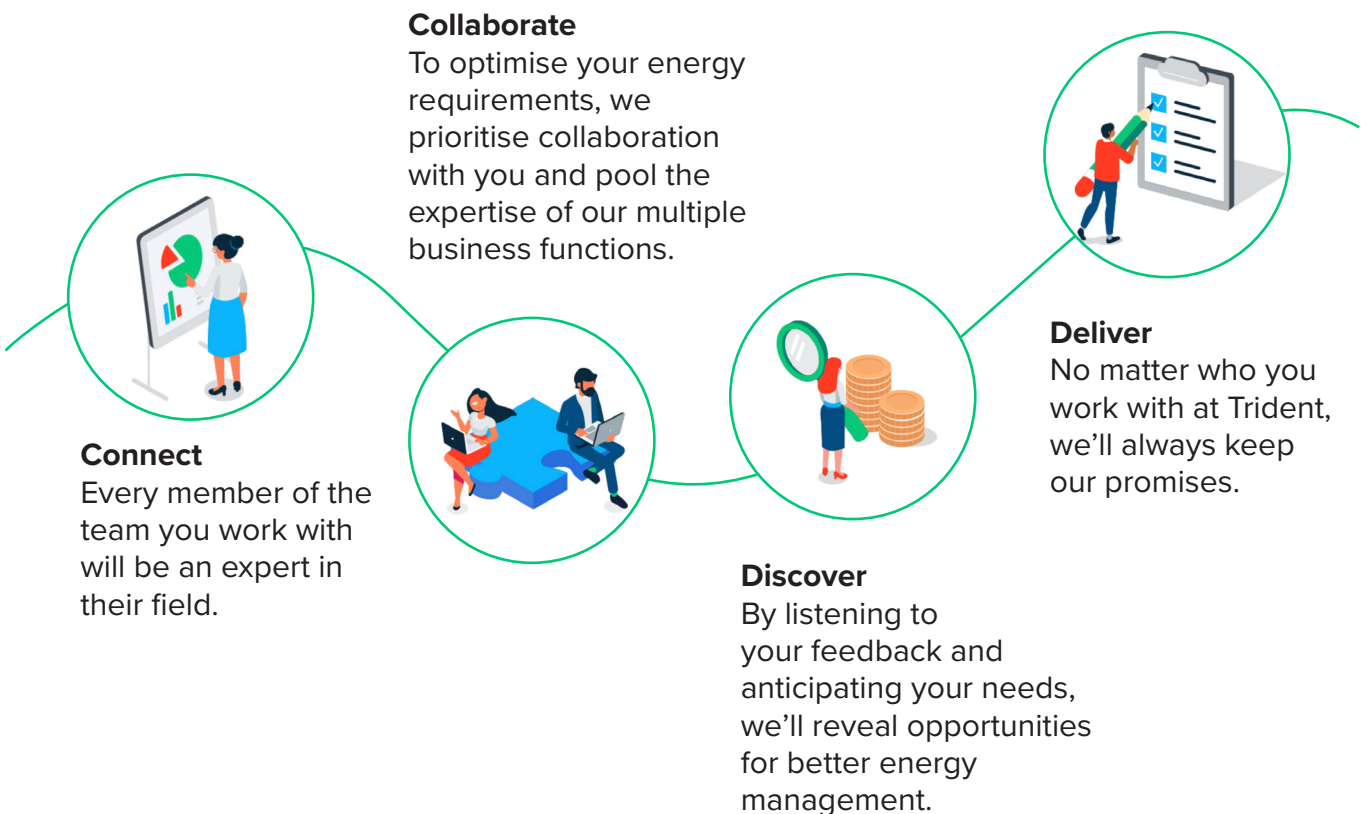 Collaborate
To optimise your energy
requirements, we
prioritise collaboration
with you and pool the
expertise of our multiple
business functions.
Connect
Every member of the
team you work with
will be an expert in
their field.
Discover
By listening to
your feedback and
anticipating your needs,
we’ll reveal opportunities
for better energy
management.
Deliver
No matter who you
work with at Trident,
we’ll always keep
our promises.